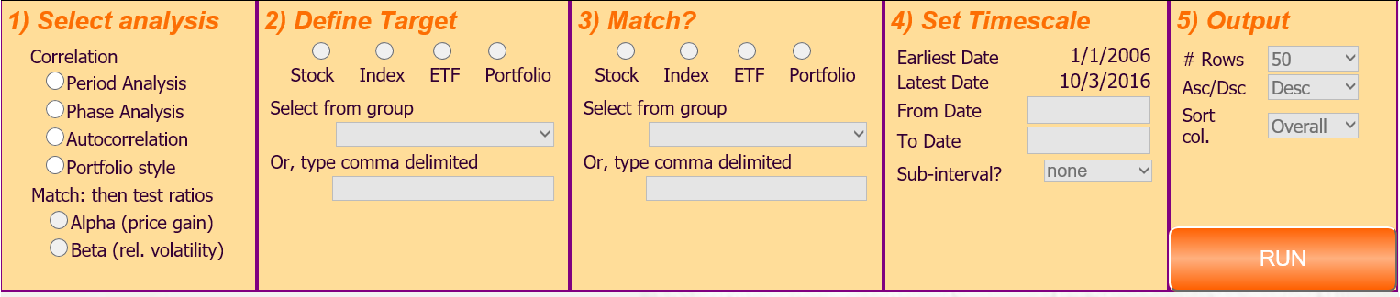 1) Select analysis
Correlation
Period Analysis
Phase Analysis
Autocorrelation
Portfolio style
Match: then test ratios
Alpha (price gain)
Beta (rel. volatility)
2) Define Target
Stock Index ETF Portfolio
Select from group
Or, type comma delimited
3) Match?
Stock Index ETF Portfolio
Select from group
Or, type comma delimited
4) Set Timescale
Earliest Date 1/1/2006
Latest Date 10/3/2016
From Date
To Date
Sub-interval? none
5) Output
# Rows 50
Asc/Dsc Desc
Sort
col. Overall
RUN